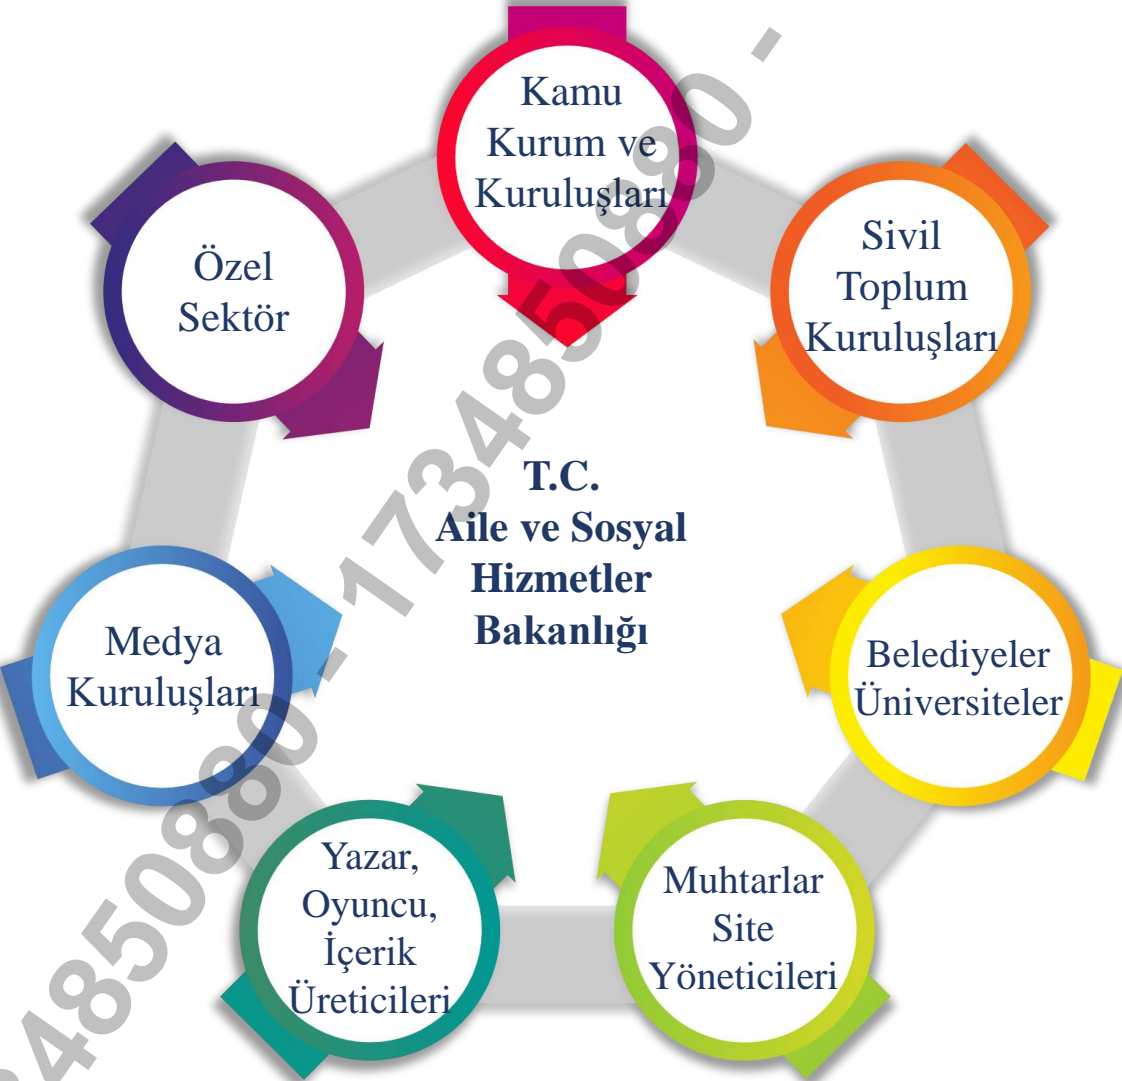 Kamu
Kurum ve
Kuruluşları
Sivil
Toplum
Kuruluşları
Özel
Sektör
T.C.
Aile ve Sosyal
Hizmetler
Bakanlığı
Medya
Kuruluşları
Belediyeler
Üniversiteler
Yazar,
Oyuncu,
İçerik
Üreticileri
Muhtarlar
Site
Yöneticileri
- 17348508880 -